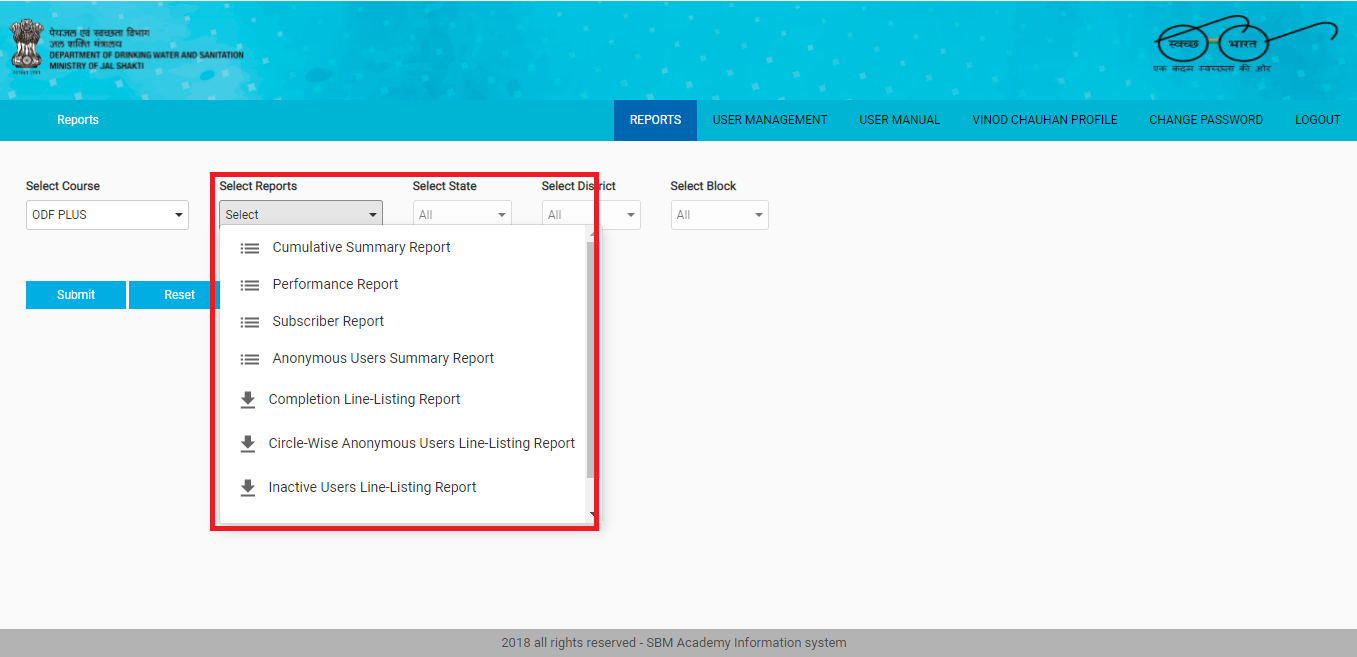 पेयजल एवं स्वच्छता विभाग
जल शक्ति मंत्रालय
DEPARTMENT OF DRINKING WATER AND SANITATION
MINISTRY OF JAL SHAKTI
स्वच्छ भारत
एक कदम स्वच्छता की ओर
Reports REPORTS USER MANAGEMENT USER MANUAL VINOD CHAUHAN PROFILE CHANGE PASSWORD LOGOUT
Select Course Select Reports Select State Select District Select Block
ODF PLUS Select All All All
Cumulative Summary Report
Performance Report
Submit Reset
Subscriber Report
Anonymous Users Summary Report
Completion Line-Listing Report
Circle-Wise Anonymous Users Line-Listing Report
Inactive Users Line-Listing Report
2018 all rights reserved - SBM Academy Information system